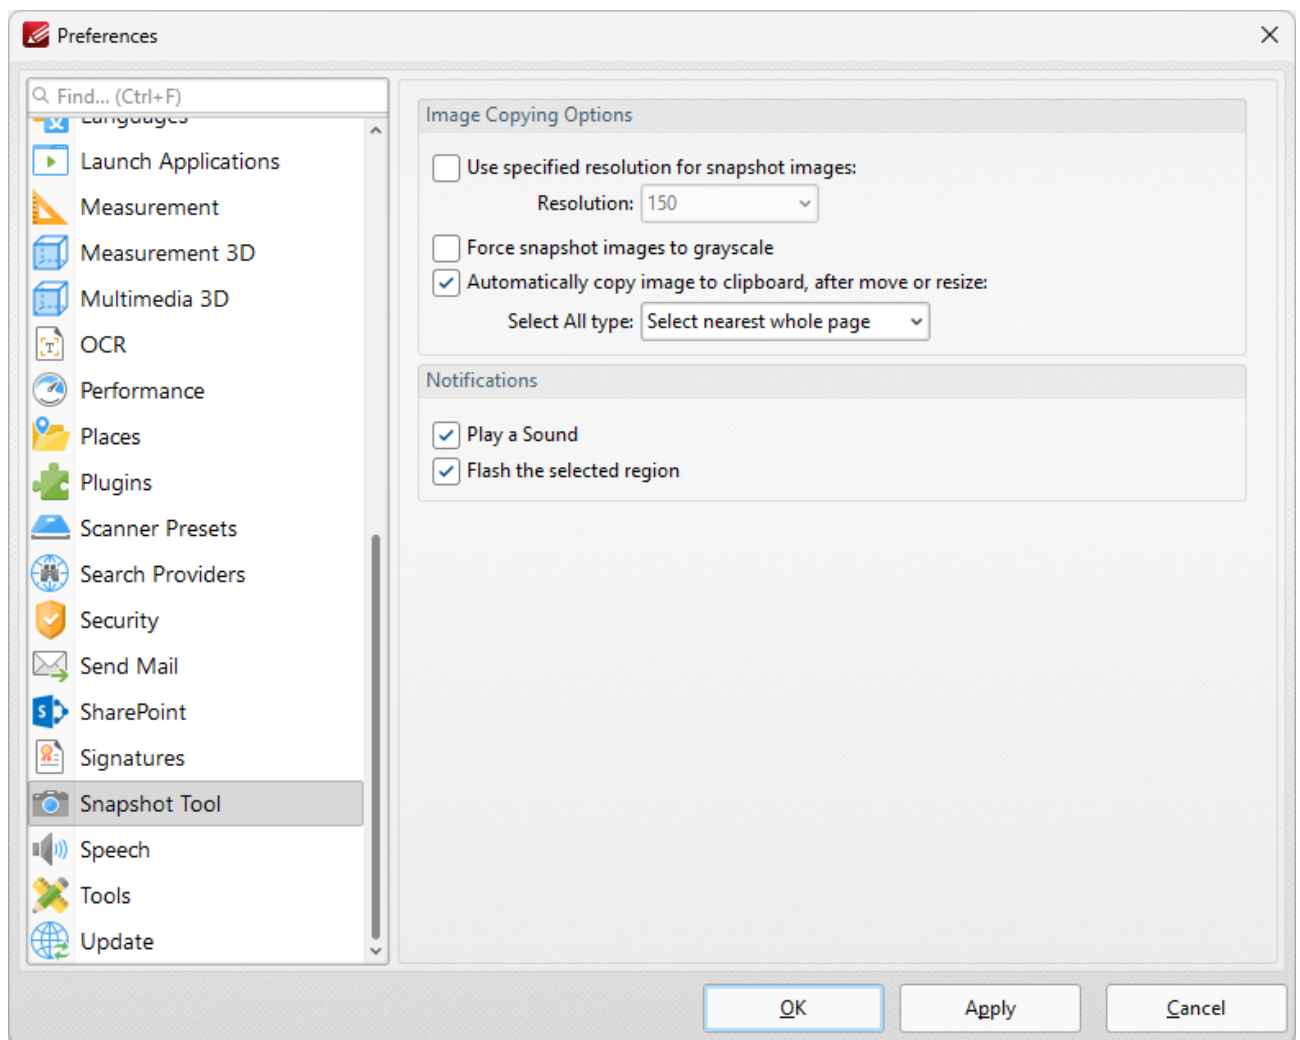 Preferences
Find... (Ctrl+F)
Languages
Launch Applications
Measurement
Measurement 3D
Multimedia 3D
OCR
Performance
Places
Plugins
Scanner Presets
Search Providers
Security
Send Mail
SharePoint
Signatures
Snapshot Tool
Speech
Tools
Update
Image Copying Options
Use specified resolution for snapshot images:
Resolution: 150
Force snapshot images to grayscale
Automatically copy image to clipboard, after move or resize:
Select All type: Select nearest whole page
Notifications
Play a Sound
Flash the selected region
OK Apply Cancel